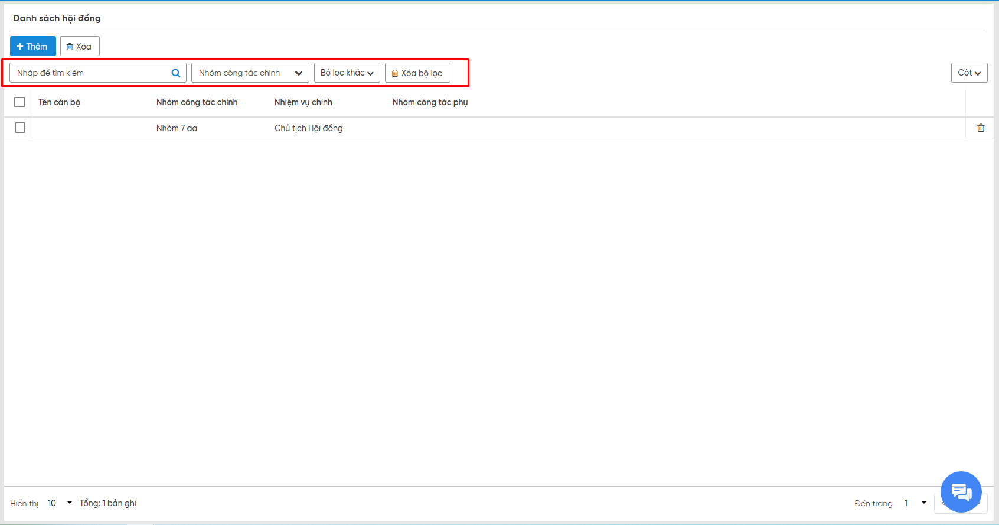 Danh sách hội đồng
Thêm Xóa
Nhập để tìm kiếm Nhóm công tác chính Bộ lọc khác Xóa bộ lọc Cột
Tên cán bộ Nhóm công tác chính Nhiệm vụ chính Nhóm công tác phụ
Nhóm 7 aa Chủ tịch Hội đồng
Hiển thị 10 Tổng: 1 bản ghi Đến trang 1